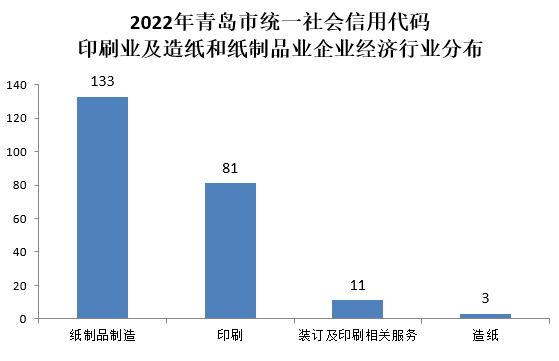 2022年青岛市统一社会信用代码
印刷业及造纸和纸制品业企业经济行业分布
140
120
100
80
60
40
20
0
133
81
11
3
纸制品制造
印刷
装订及印刷相关服务
造纸